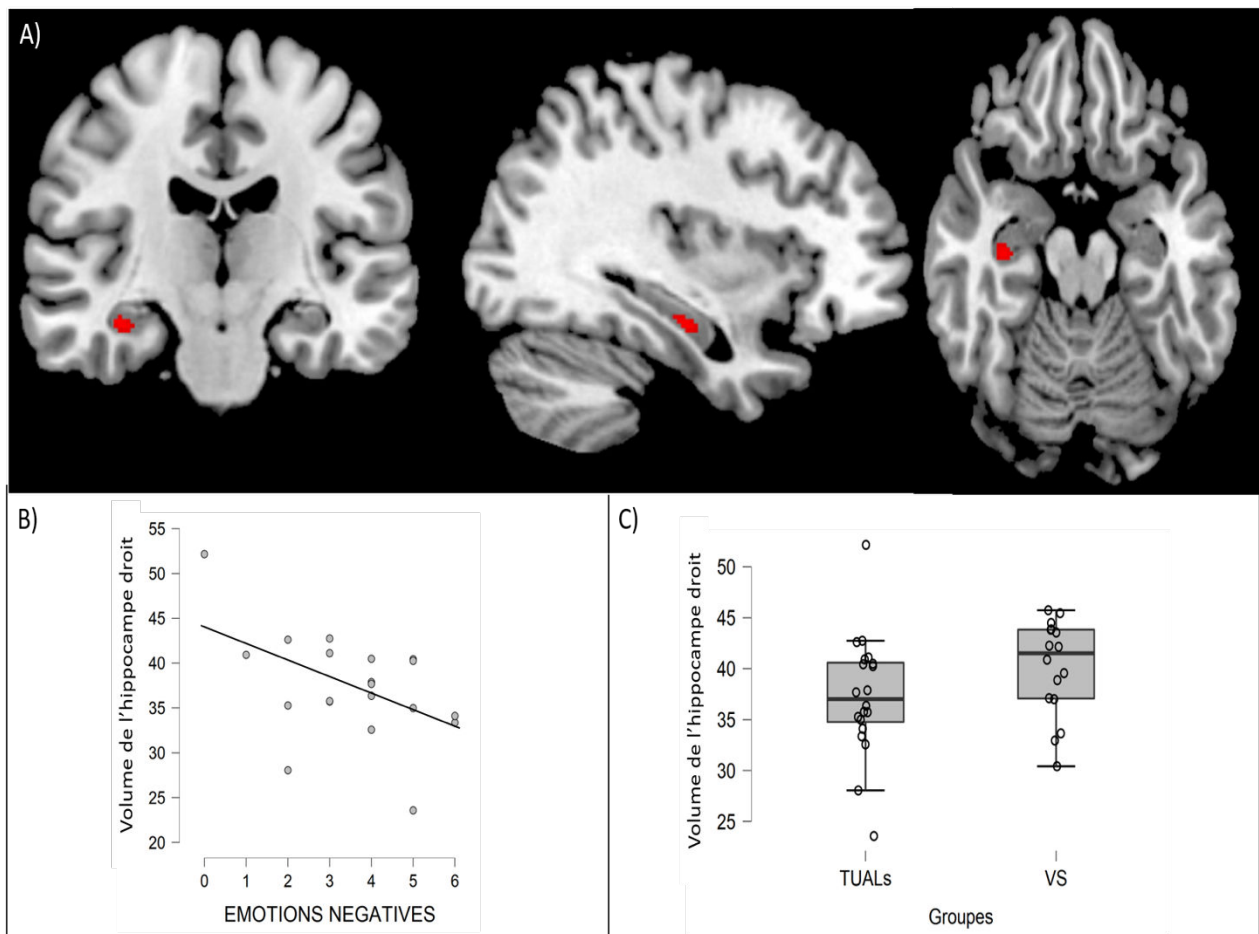 A)
B)
Volume de l'hippocampe droit
55
50
45
40
35
30
25
20
0 1 2 3 4 5 6
EMOTIONS NEGATIVES
C)
Volume de l'hippocampe droit
50
45
40
35
30
25
TUALs VS
Groupes